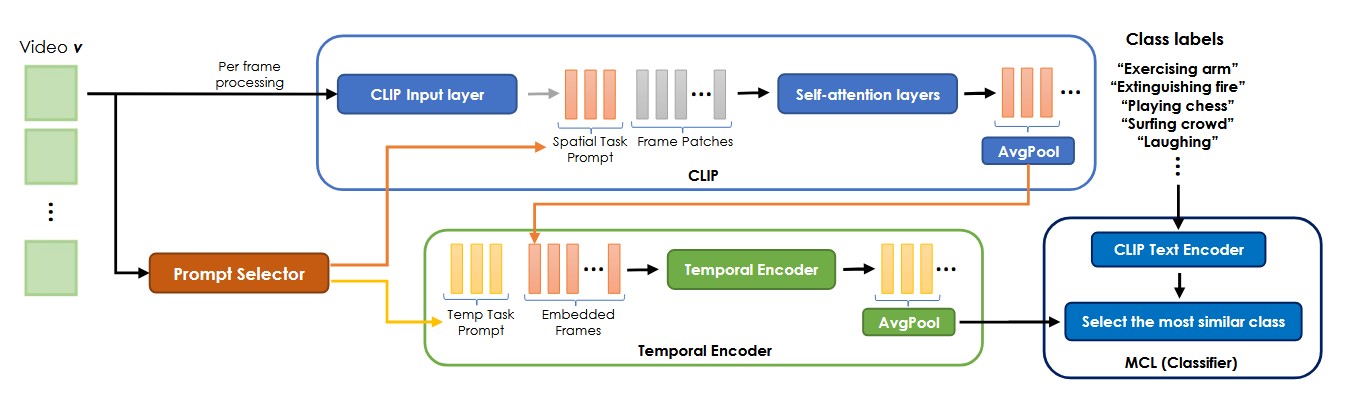 Video v
Per frame
processing
CLIP Input layer
Spatial Task
Prompt
Frame Patches
Self-attention layers
AvgPool
CLIP
Class labels
“Exercising arm”
“Extinguishing fire”
“Playing chess”
“Surfing crowd”
“Laughing”
Prompt Selector
Temp Task
Prompt
Embedded
Frames
Temporal Encoder
AvgPool
Temporal Encoder
CLIP Text Encoder
Select the most similar class
MCL (Classifier)